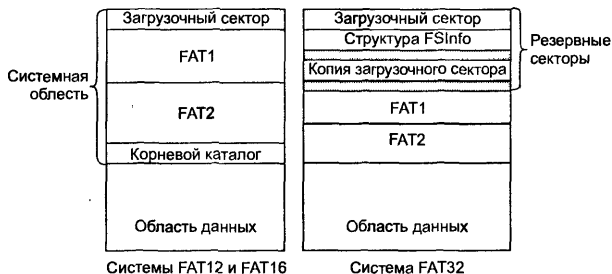 Системная
облесть
Загрузочный сектор
FAT1
FAT2
Корневой каталог
Область данных
Системы FAT12 и FAT16
Загрузочный сектор
Структура FSInfo
Копия загрузочного сектора
FAT1
FAT2
Область данных
Система FAT32
Резервные
секторы